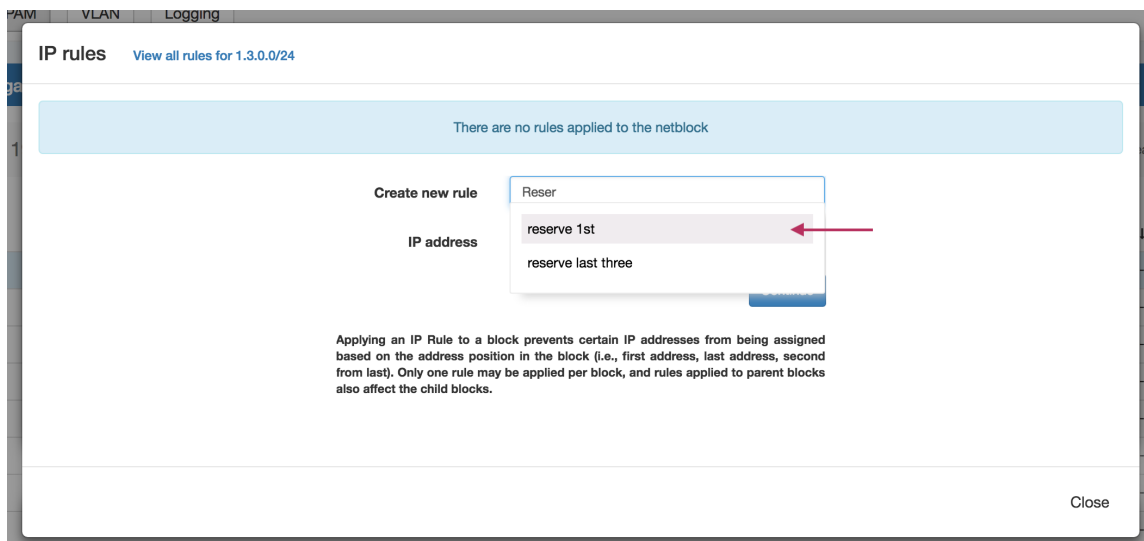 VLAN
Logging
IP rules View all rules for 1.3.0.0/24
There are no rules applied to the netblock
Create new rule Reser
reserve 1st
IP address
reserve last three
Applying an IP Rule to a block prevents certain IP addresses from being assigned
based on the address position in the block (i.e., first address, last address, second
from last). Only one rule may be applied per block, and rules applied to parent blocks
also affect the child blocks.
Close